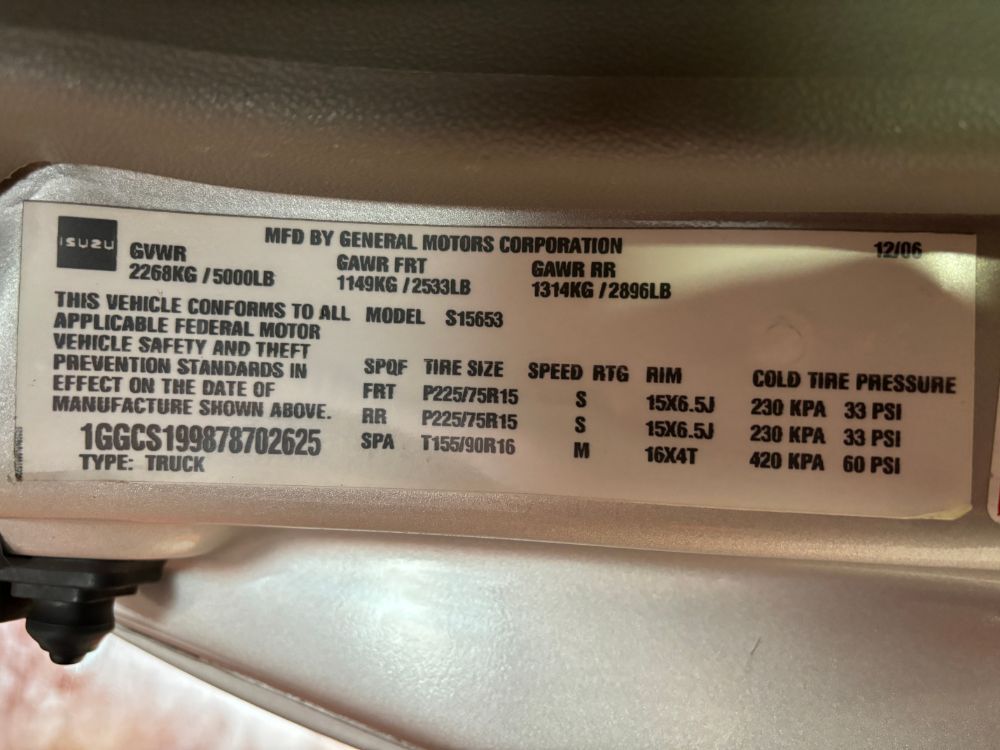 ISUZU
MFD BY GENERAL MOTORS CORPORATION 12/06
GVWR GAWR FRT GAWR RR
2268KG / 5000LB 1149KG / 2533LB 1314KG / 2896LB
THIS VEHICLE CONFORMS TO ALL
APPLICABLE FEDERAL MOTOR
VEHICLE SAFETY AND THEFT
PREVENTION STANDARDS IN
EFFECT ON THE DATE OF
MANUFACTURE SHOWN ABOVE.
1GGCS199878702625
TYPE: TRUCK
MODEL S15653
SPQF TIRE SIZE SPEED RTG RIM COLD TIRE PRESSURE
FRT P225/75R15 S 15X6.5J 230 KPA 33 PSI
RR P225/75R15 S 15X6.5J 230 KPA 33 PSI
SPA T155/90R16 M 16X4T 420 KPA 60 PSI